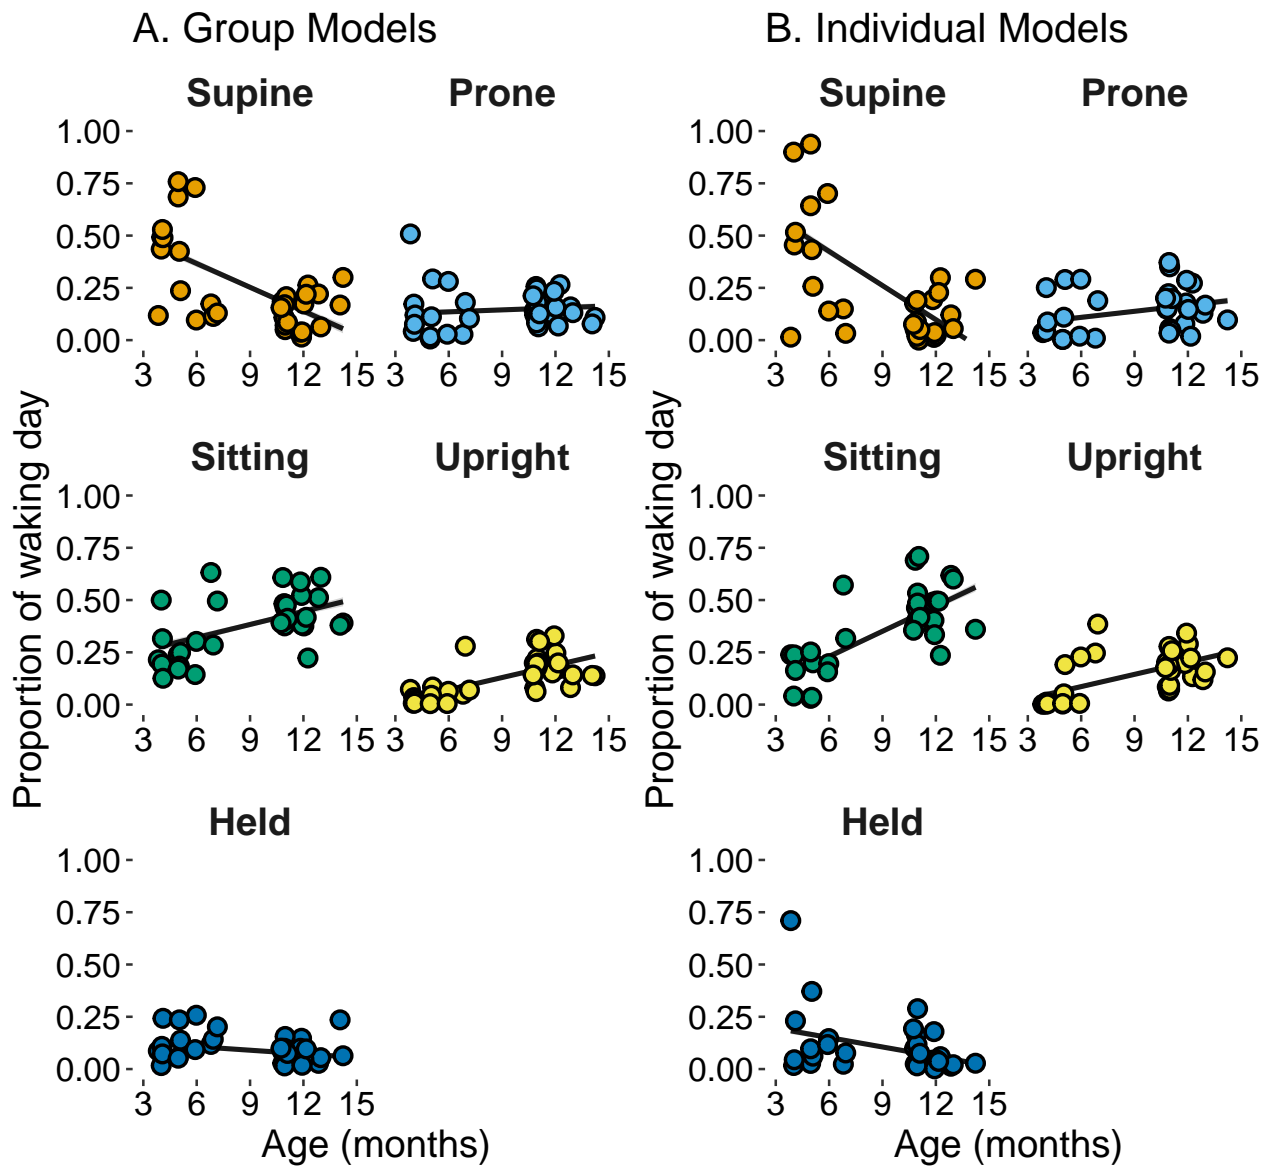 A. Group Models
B. Individual Models
Supine
Prone
Supine
Prone
1.00
0.75
0.50
0.25
0.00
3 6 9 12 15
3 6 9 12 15
1.00
0.75
0.50
0.25
0.00
3 6 9 12 15
3 6 9 12 15
Proportion of waking day
Proportion of waking day
Sitting
Upright
Sitting
Upright
1.00
0.75
0.50
0.25
0.00
3 6 9 12 15
3 6 9 12 15
1.00
0.75
0.50
0.25
0.00
3 6 9 12 15
3 6 9 12 15
Held
Held
1.00
0.75
0.50
0.25
0.00
3 6 9 12 15
1.00
0.75
0.50
0.25
0.00
3 6 9 12 15
Age (months)
Age (months)